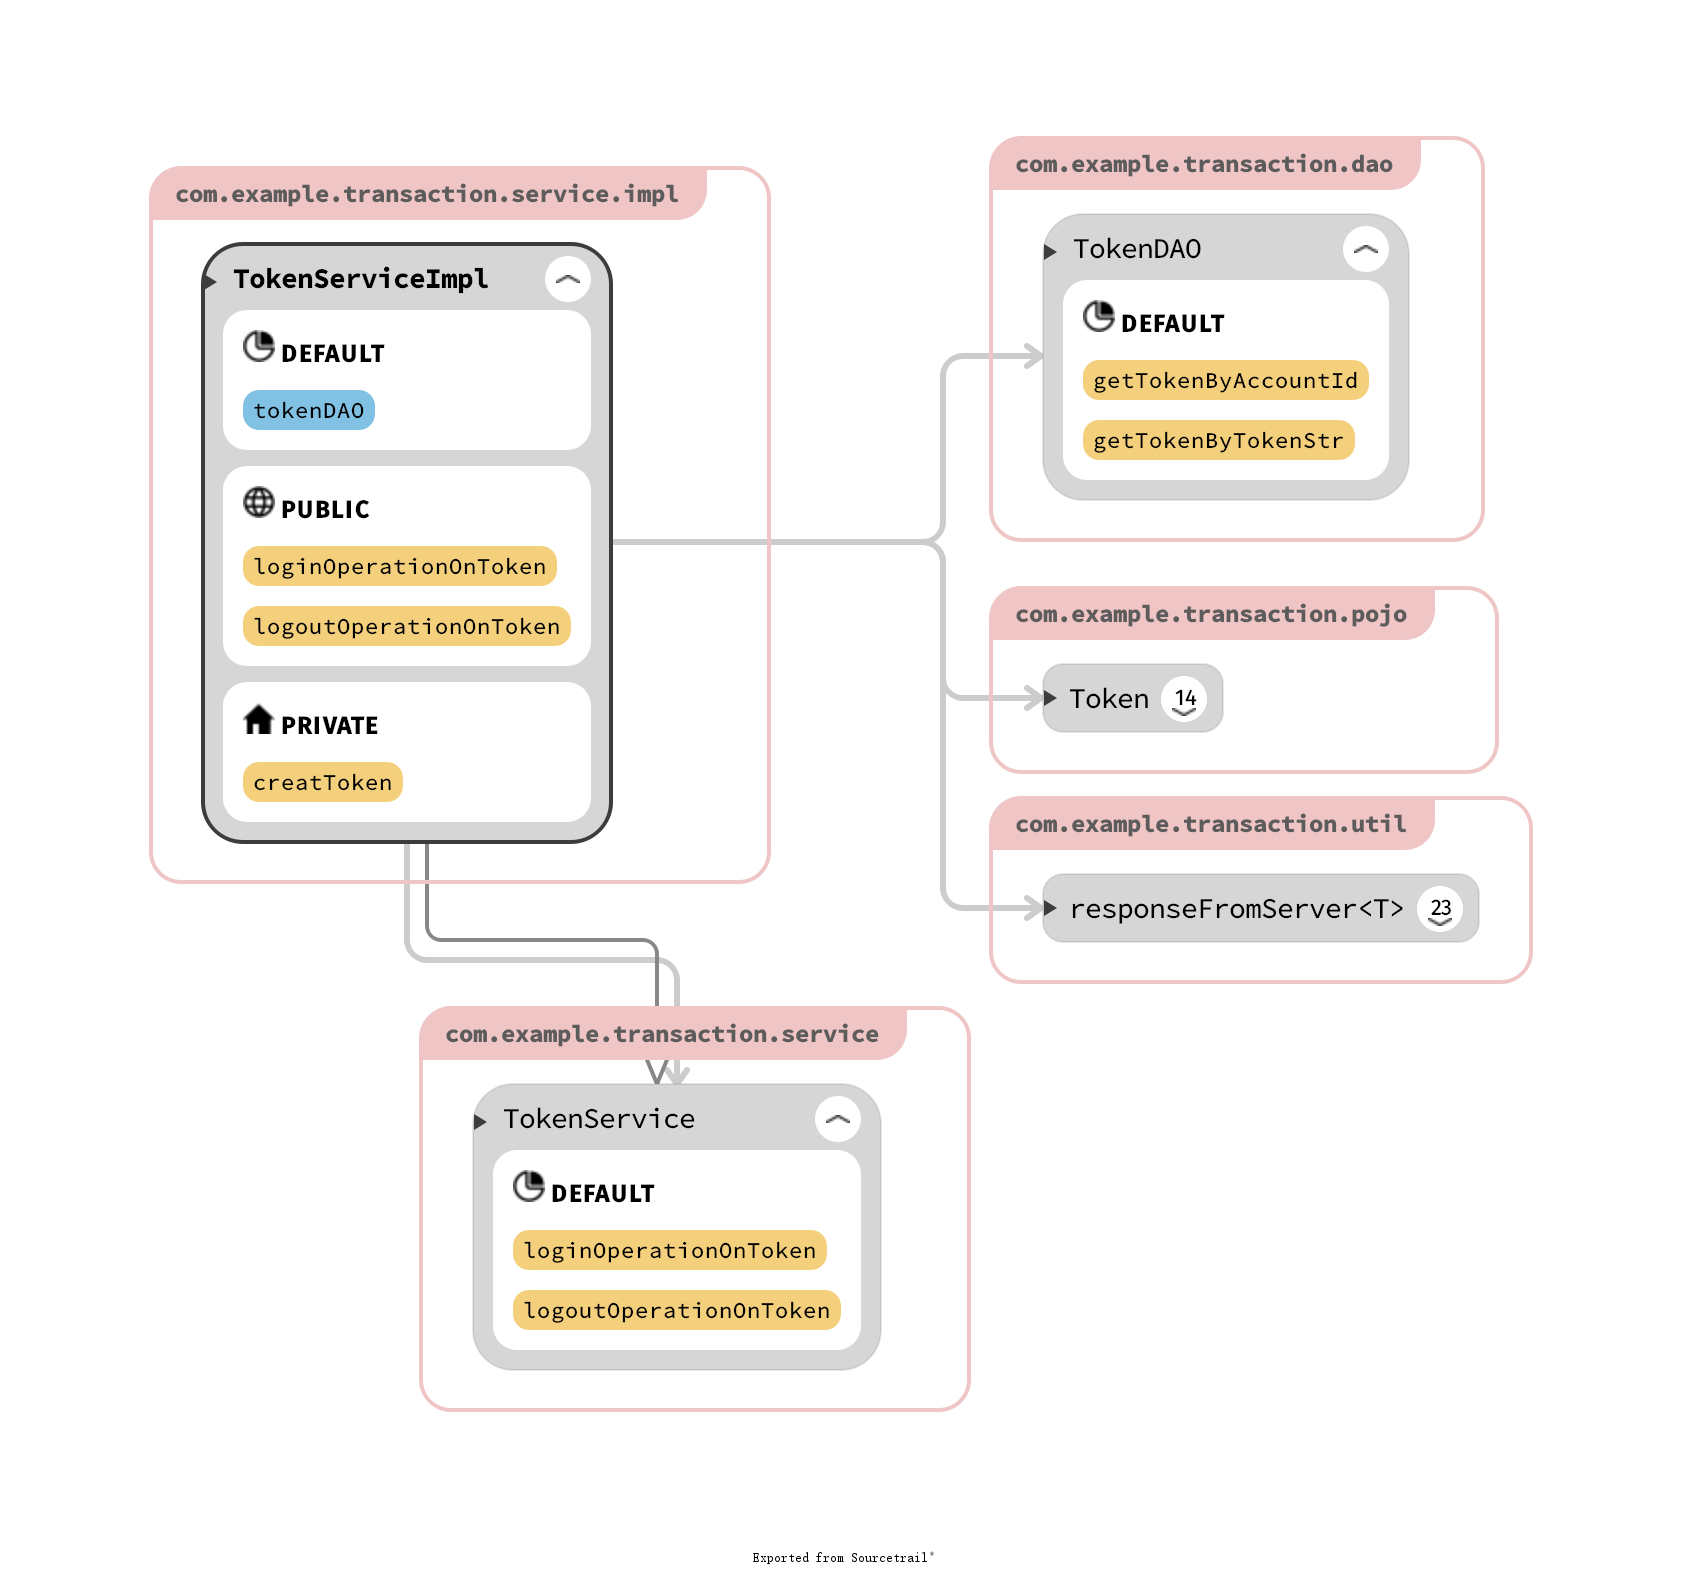 com.example.transaction.service.impl
TokenServiceImpl
DEFAULT
tokenDAO
PUBLIC
loginOperationOnToken
logoutOperationOnToken
PRIVATE
creatToken
com.example.transaction.dao
TokenDAO
DEFAULT
getTokenByAccountId
getTokenByTokenStr
com.example.transaction.pojo
Token 14
com.example.transaction.util
responseFromServer<T> 23
com.example.transaction.service
TokenService
DEFAULT
loginOperationOnToken
logoutOperationOnToken
Exported from Sourcetrail®